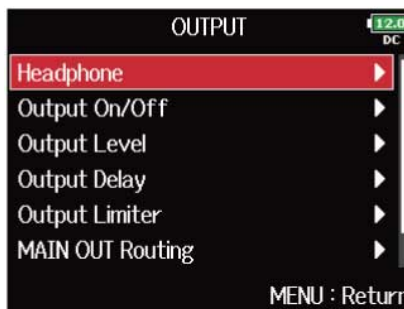 OUTPUT
12.0
DC
Headphone
Output On/Off
Output Level
Output Delay
Output Limiter
MAIN OUT Routing
MENU : Return